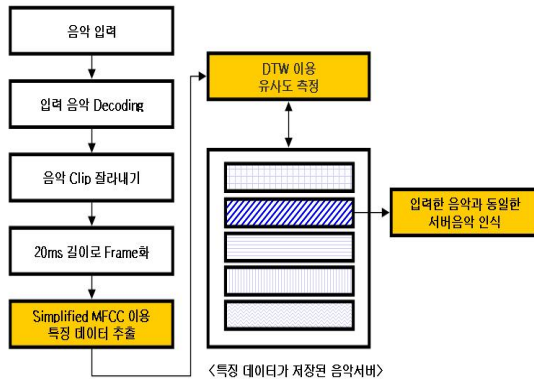 음악 입력
입력 음악 Decoding
음악 Clip 잘라내기
20ms 길이로 Frame화
Simplified MFCC 이용
특징 데이터 추출
DTW 이용
유사도 측정
입력한 음악과 동일한
서버음악 인식
<특징 데이터가 저장된 음악서버>